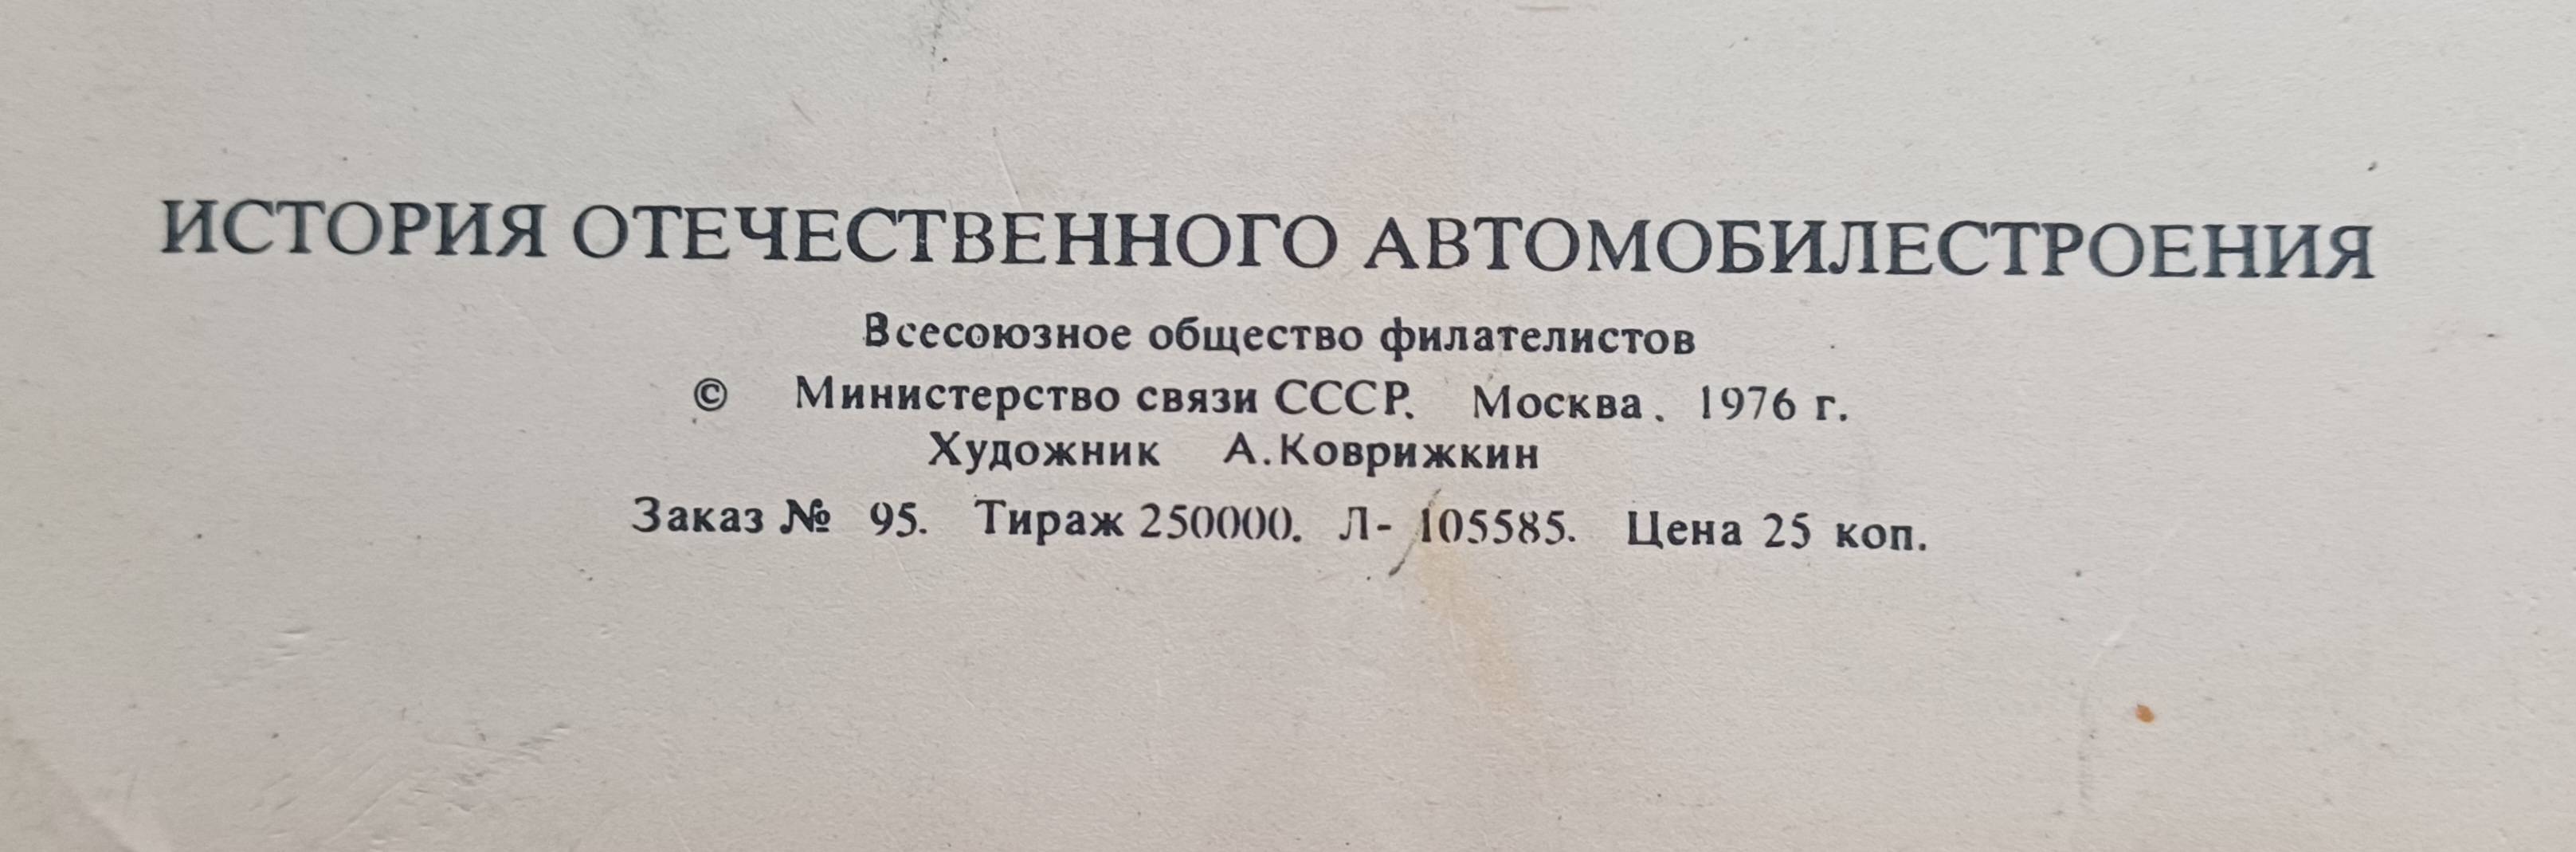 ИСТОРИЯ ОТЕЧЕСТВЕННОГО АВТОМОБИЛЕСТРОЕНИЯ
Всесоюзное общество филателистов
© Министерство связи СССР. Москва. 1976 г.
Художник А.Коврижкин
Заказ № 95. Тираж 250000. Л- 105585. Цена 25 коп.